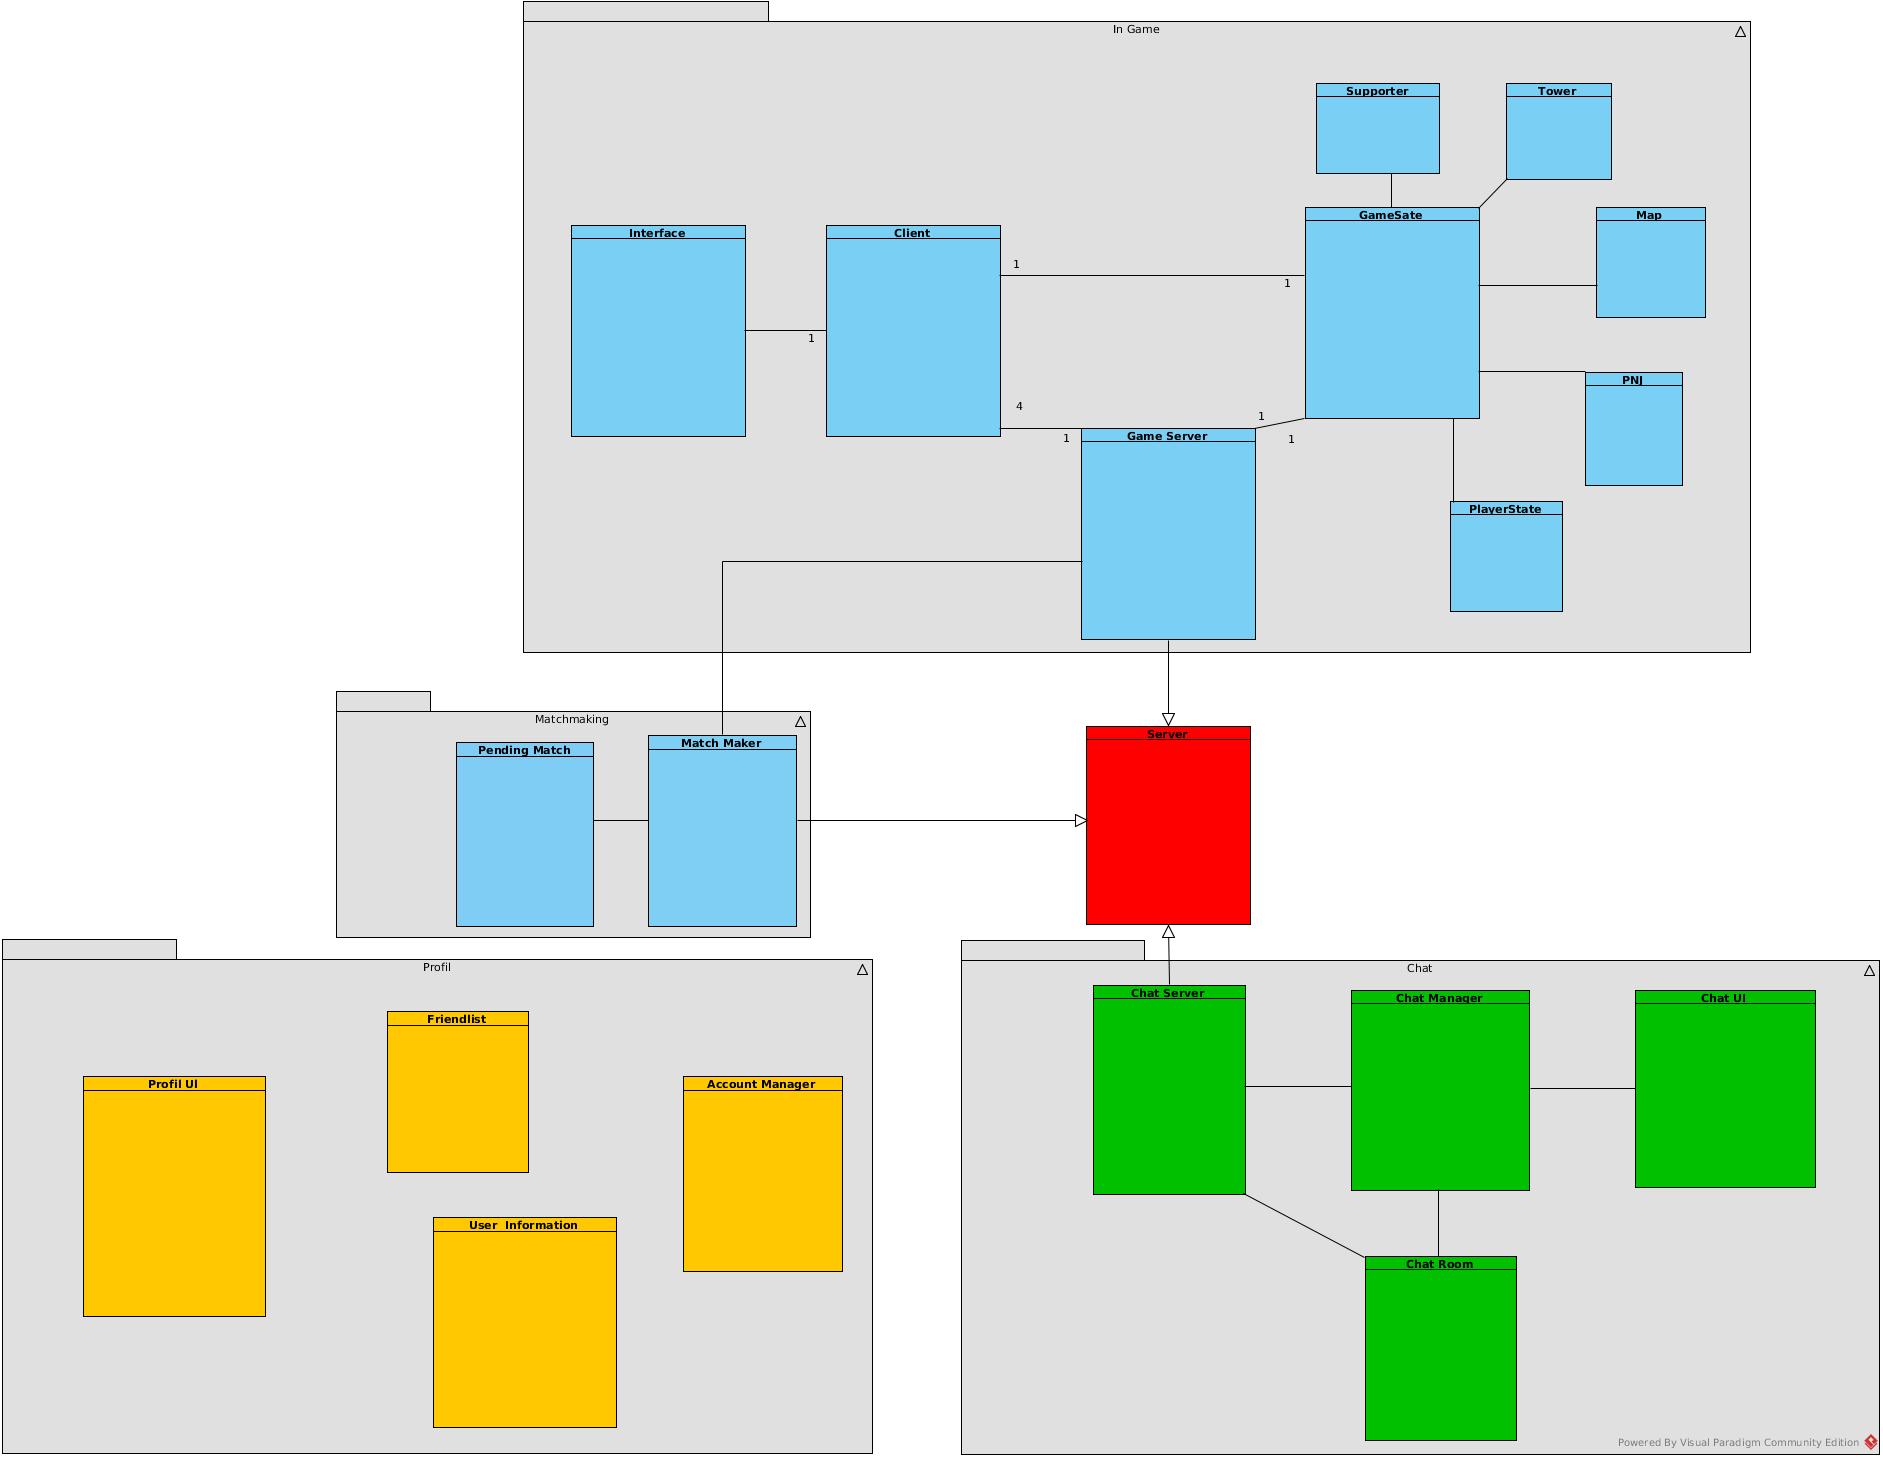 In Game
Supporter
Tower
GameSate
Map
Interface
Client
1
1
1
PNJ
4
1
1
1
Game Server
PlayerState
Matchmaking
Pending Match
Match Maker
Server
Profil
Friendlist
Profil UI
Account Manager
User  Information
Chat
Chat Server
Chat Manager
Chat UI
Chat Room
Powered By Visual Paradigm Community Edition